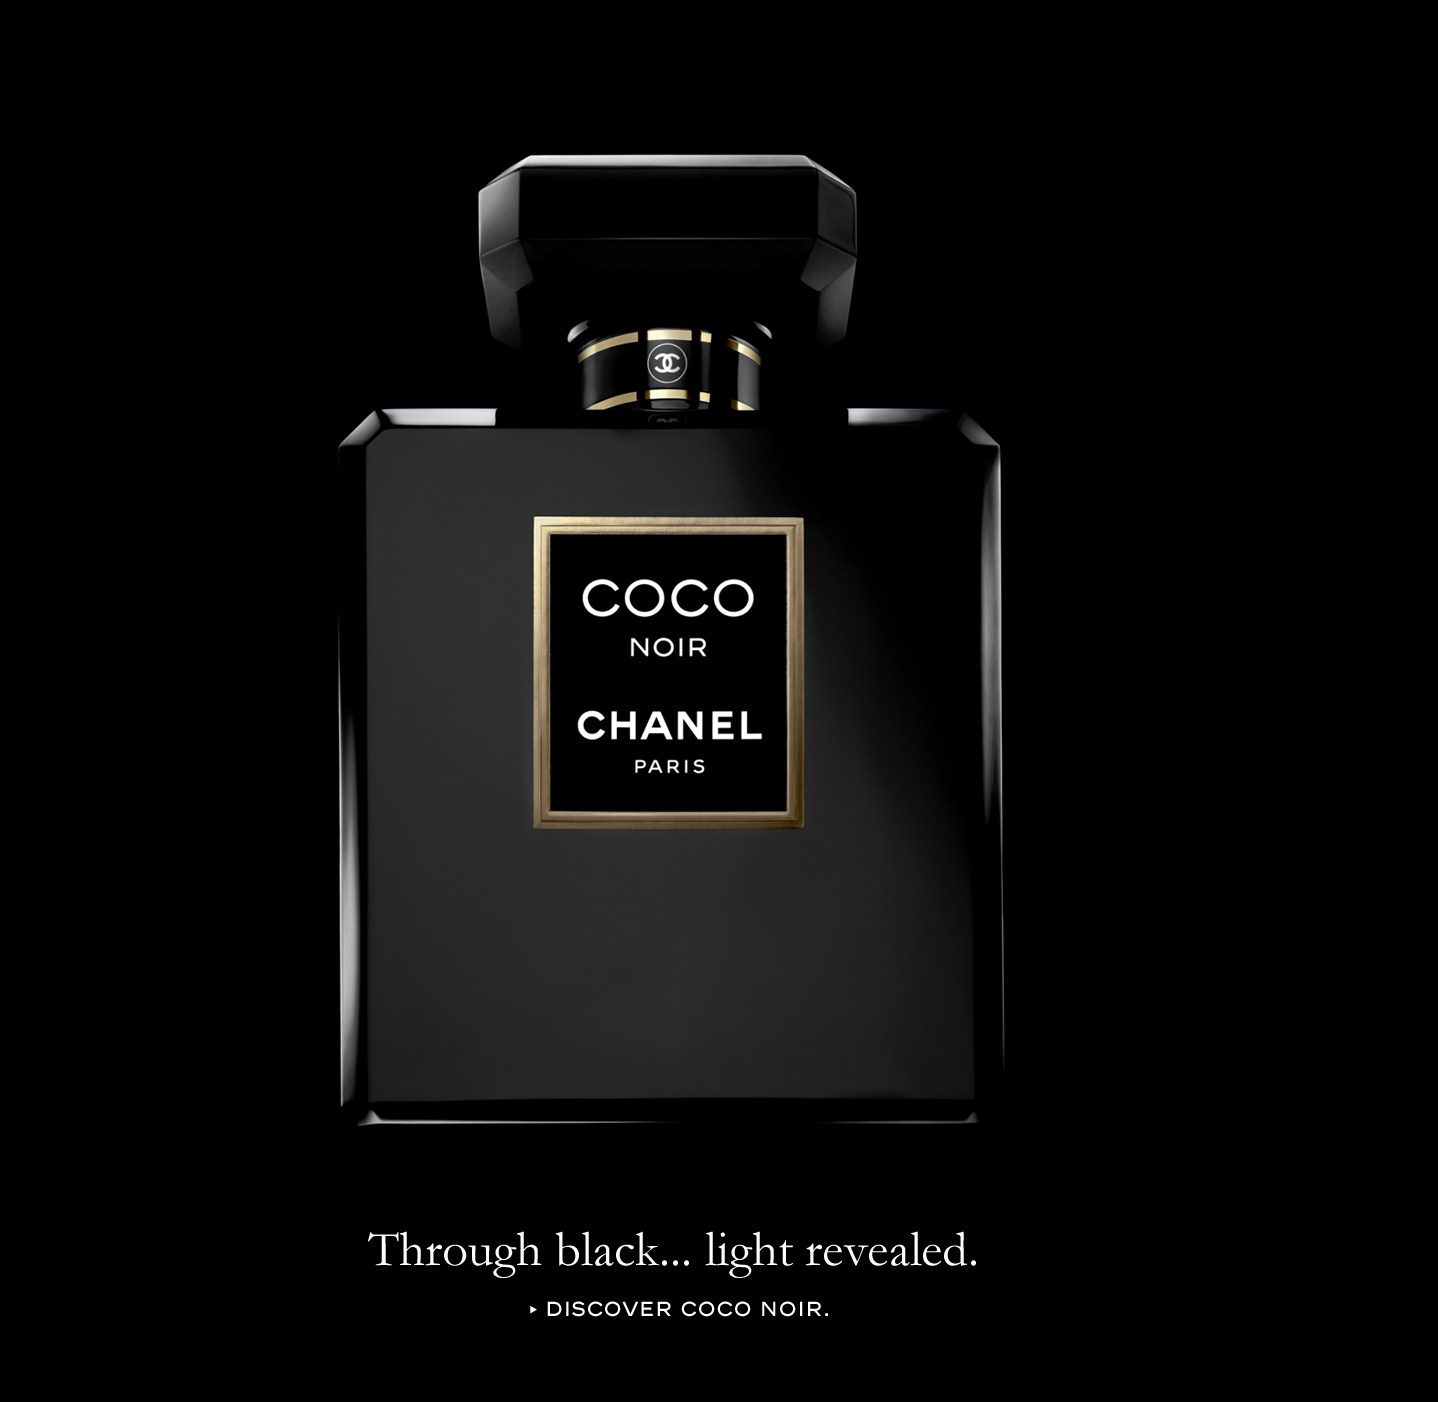 COCO
NOIR
CHANEL
PARIS
Through black... light revealed.
▸ DISCOVER COCO NOIR.